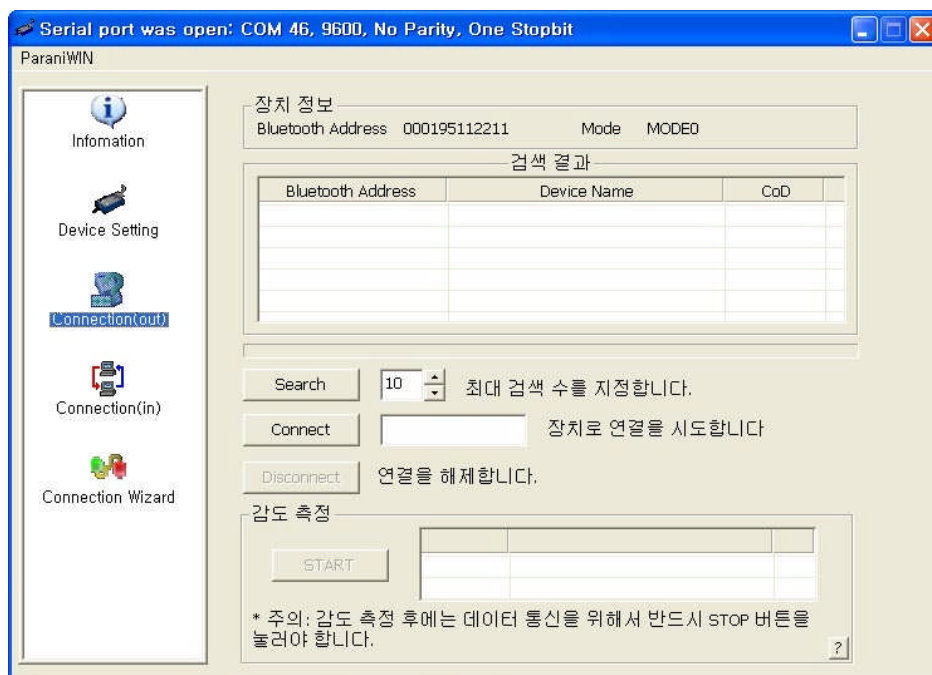 Serial port was open: COM 46, 9600, No Parity, One Stopbit
ParaniWIN
Infomation
Device Setting
Connection(out)
Connection(in)
Connection Wizard
장치 정보
Bluetooth Address 000195112211 Mode MODE0
검색 결과
Bluetooth Address Device Name CoD
Search 10 최대 검색 수를 지정합니다.
Connect 장치로 연결을 시도합니다
Disconnect 연결을 해제합니다.
감도 측정
START
* 주의: 감도 측정 후에는 데이터 통신을 위해서 반드시 STOP 버튼을
눌러야 합니다.
?